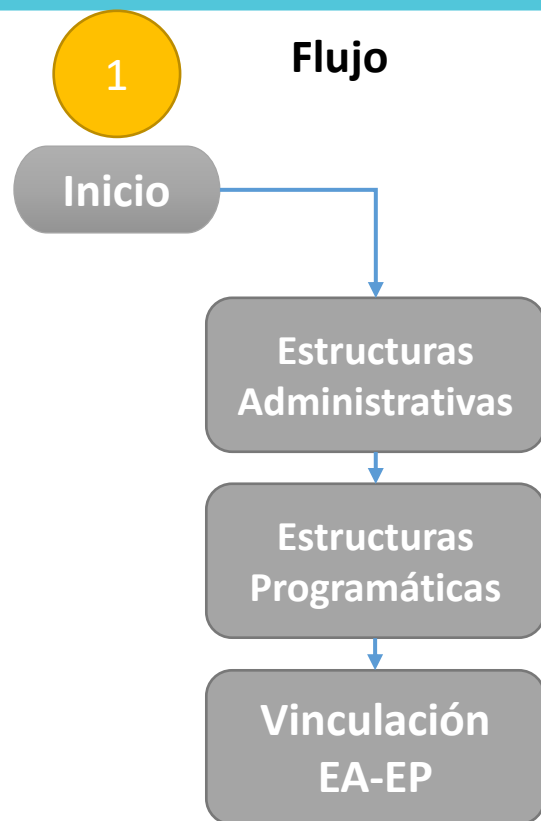 1
Flujo
Inicio
Estructuras
Administrativas
Estructuras
Programáticas
Vinculación
EA-EP